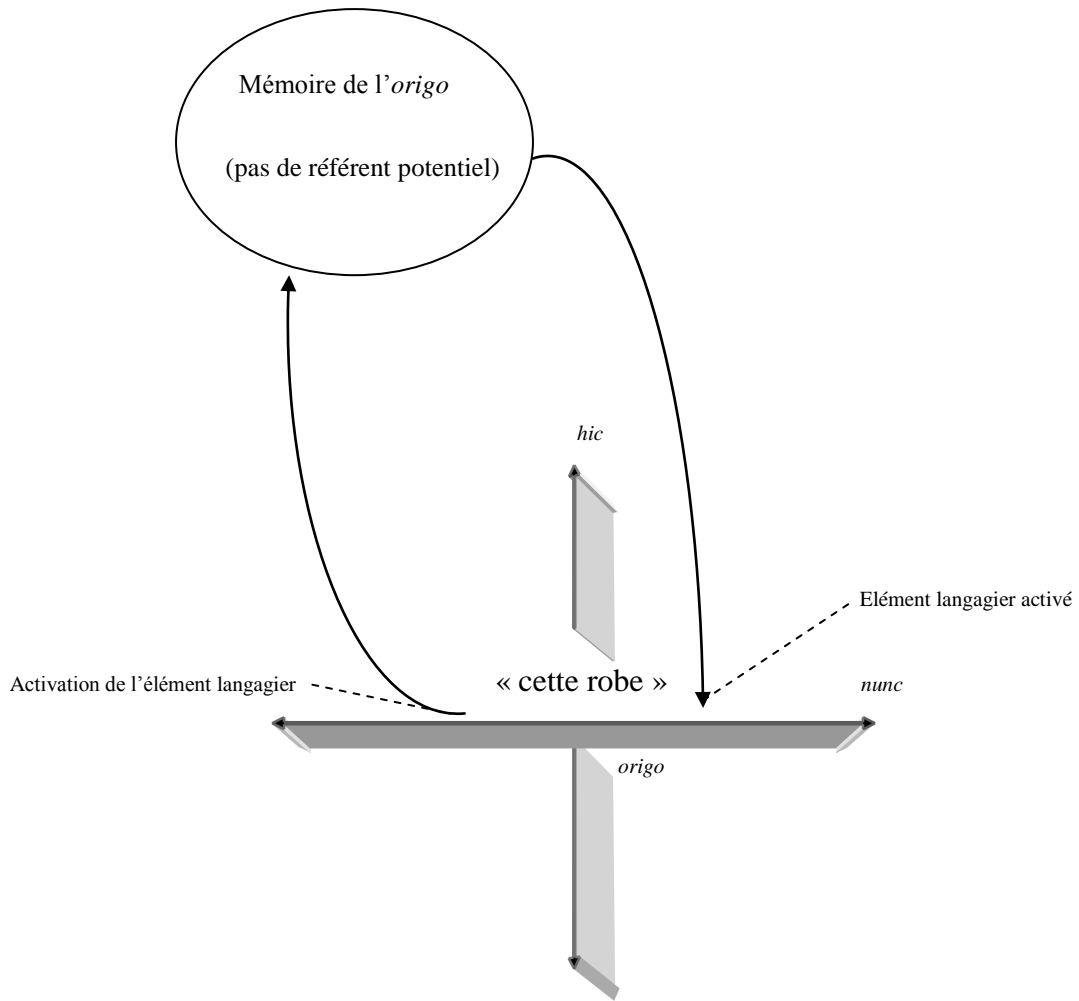 Mémoire de l’origo
(pas de référent potentiel)
hic
Elément langagier activé
Activation de l’élément langagier
« cette robe »
nunc
origo